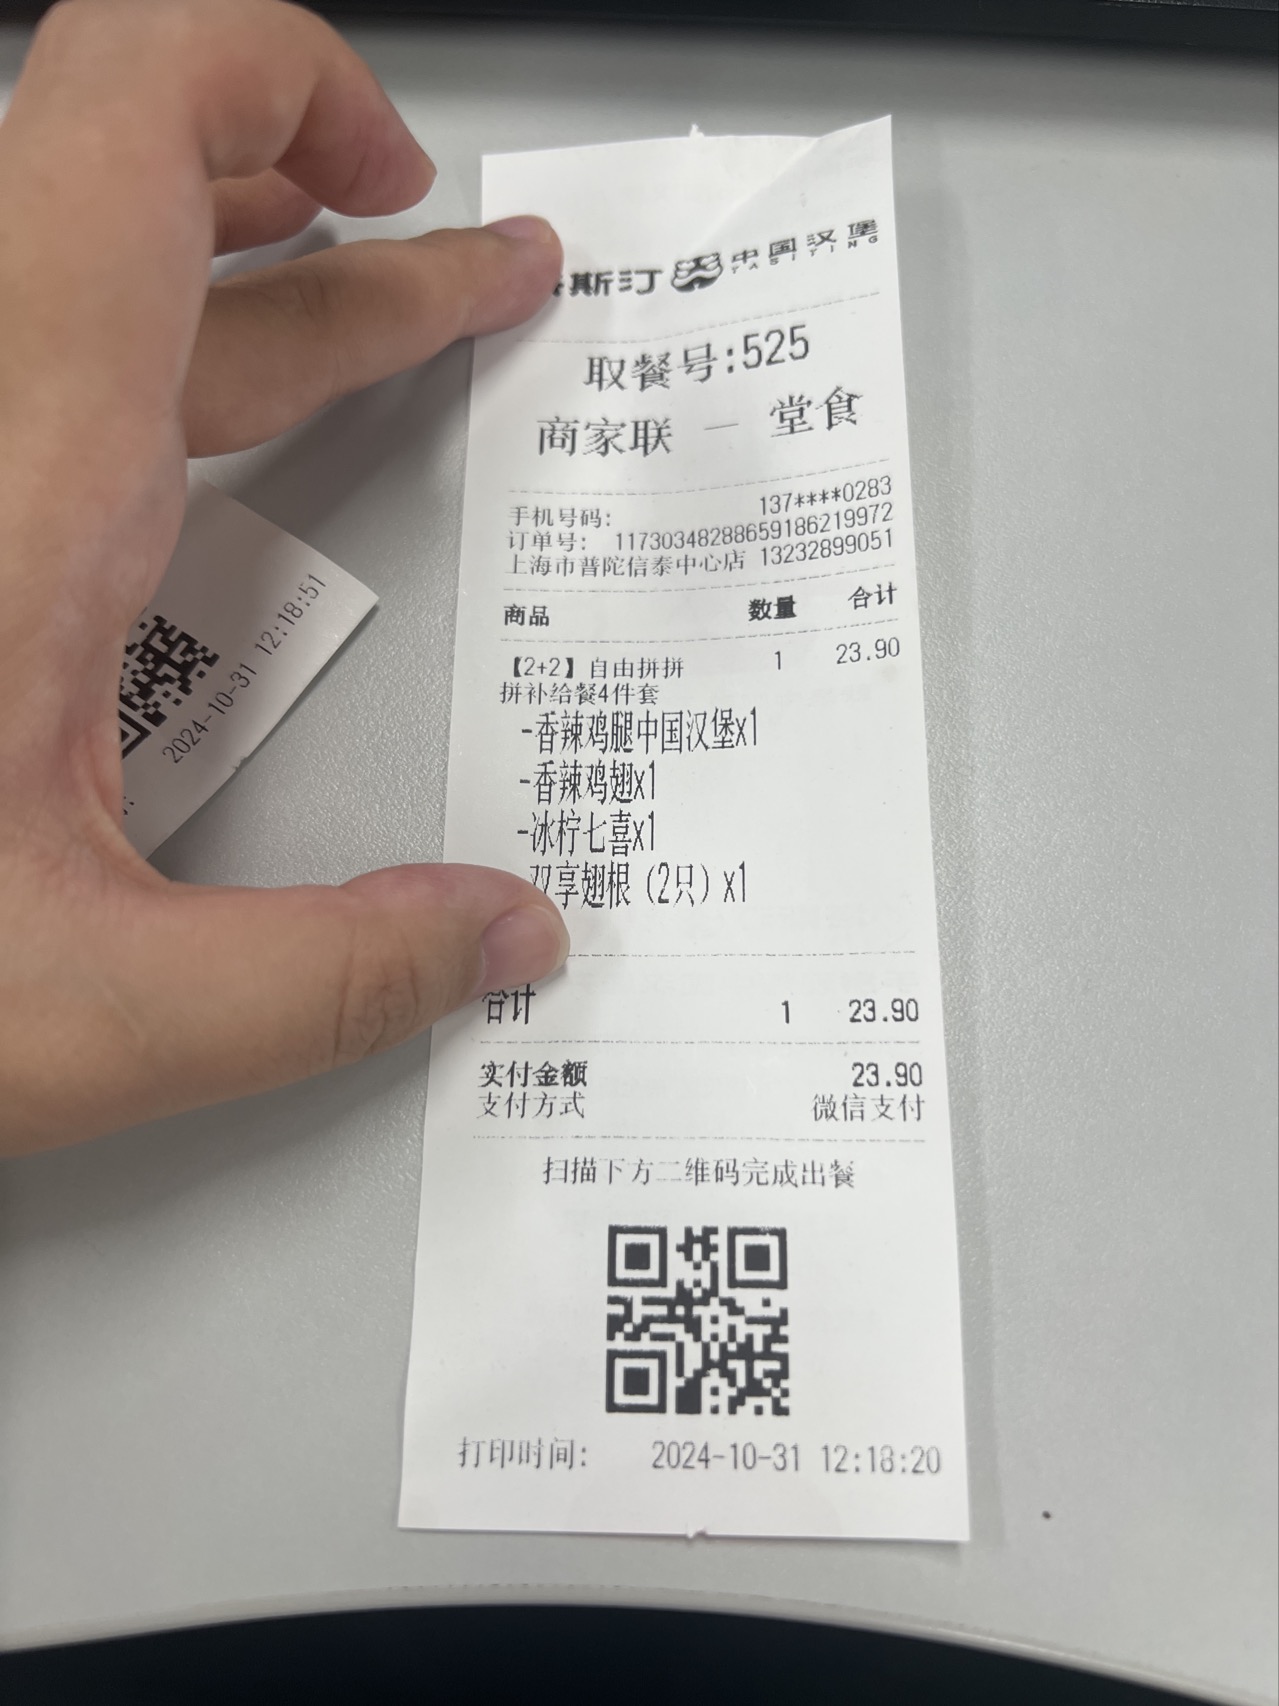 斯汀 中国汉堡
TASITING
取餐号:525
商家联 — 堂食
手机号码: 137****0283
订单号: 11730348288659186219972
上海市普陀信泰中心店 13232899051
商品 数量 合计
【2+2】自由拼拼 1 23.90
拼补给餐4件套
-香辣鸡腿中国汉堡x1
-香辣鸡翅x1
-冰柠七喜x1
双享翅根（2只）x1
合计 1 23.90
实付金额 23.90
支付方式 微信支付
扫描下方二维码完成出餐
打印时间: 2024-10-31 12:18:20
2024-10-31 12:18:51